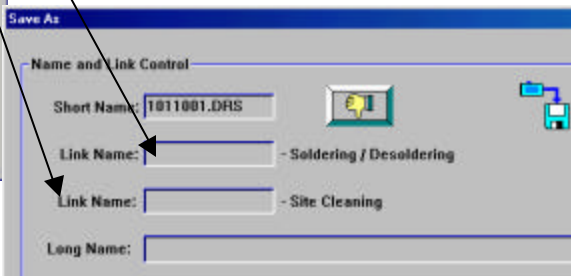 Save As
Name and Link Control
Short Name: 1011001.DRS
Link Name: - Soldering / Desoldering
Link Name: - Site Cleaning
Long Name: